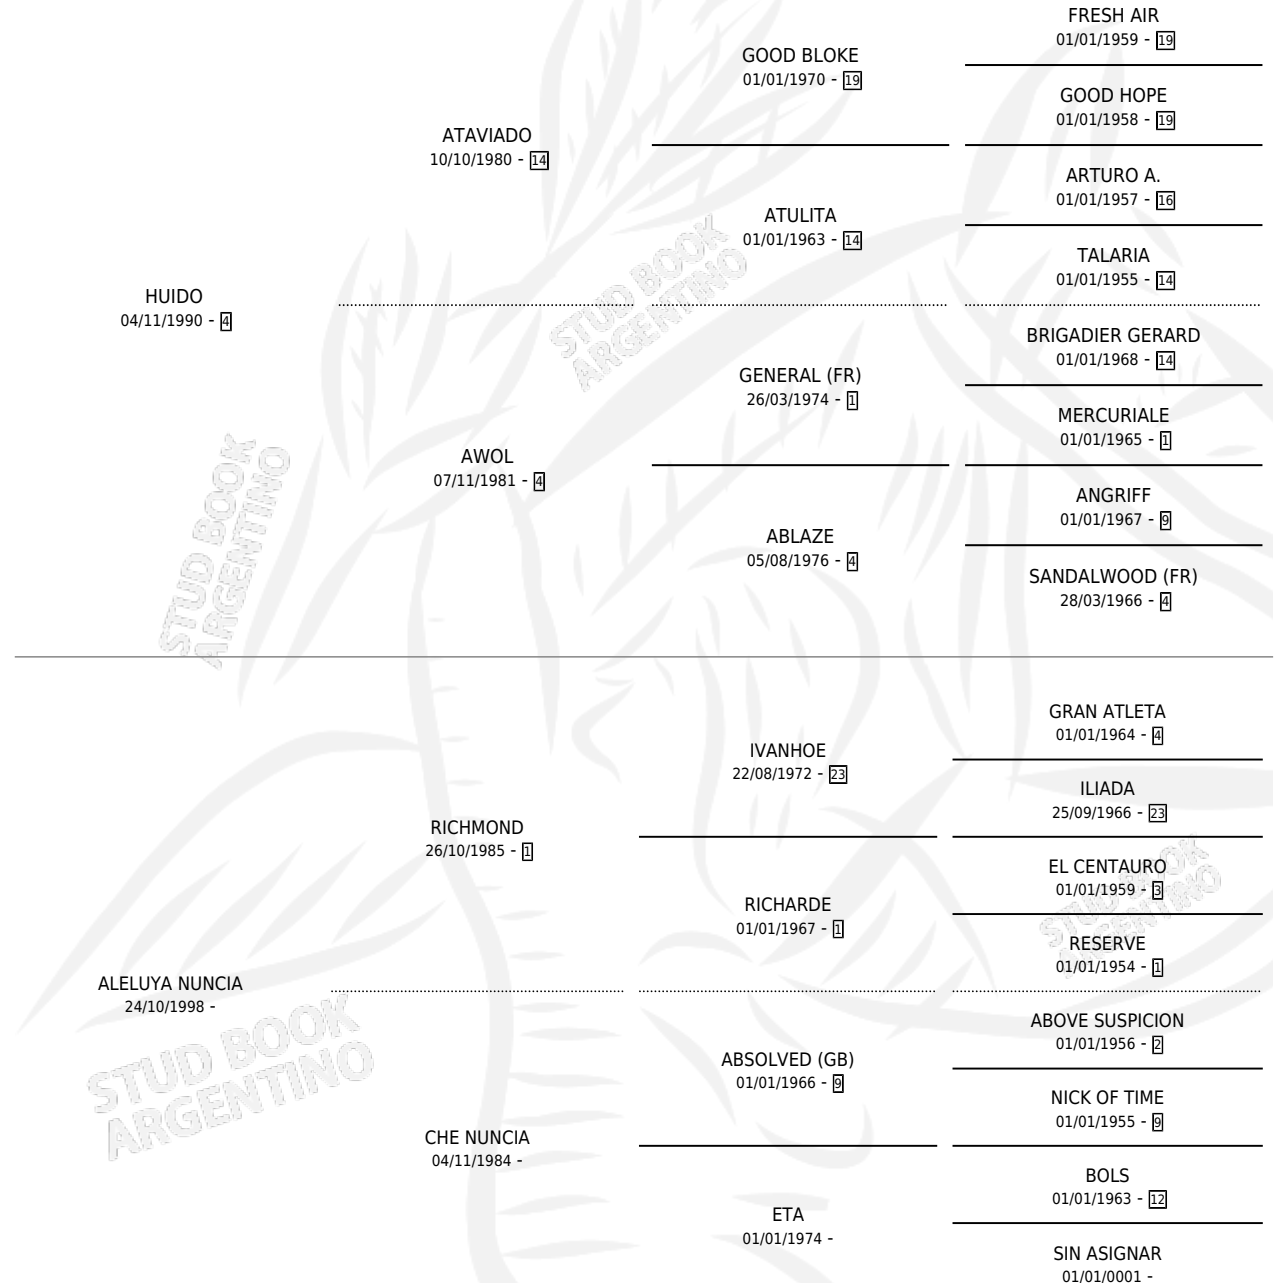 FRESH AIR
01/01/1959 - 19
GOOD BLOKE
01/01/1970 - 19
GOOD HOPE
01/01/1958 - 19
ATAVIADO
10/10/1980 - 14
ARTURO A.
01/01/1957 - 16
ATULITA
01/01/1963 - 14
TALARIA
01/01/1955 - 14
HUIDO
04/11/1990 - 4
BRIGADIER GERARD
01/01/1968 - 14
GENERAL (FR)
26/03/1974 - 1
MERCURIALE
01/01/1965 - 1
AWOL
07/11/1981 - 4
ANGRIFF
01/01/1967 - 9
ABLAZE
05/08/1976 - 4
SANDALWOOD (FR)
28/03/1966 - 4
GRAN ATLETA
01/01/1964 - 4
IVANHOE
22/08/1972 - 23
ILIADA
25/09/1966 - 23
RICHMOND
26/10/1985 - 1
EL CENTAURO
01/01/1959 - 3
RICHARDE
01/01/1967 - 1
RESERVE
01/01/1954 - 1
ALELUYA NUNCIA
24/10/1998 -
ABOVE SUSPICION
01/01/1956 - 2
ABSOLVED (GB)
01/01/1966 - 9
NICK OF TIME
01/01/1955 - 9
CHE NUNCIA
04/11/1984 -
BOLS
01/01/1963 - 12
ETA
01/01/1974 -
SIN ASIGNAR
01/01/0001 -
STUD BOOK
ARGENTINO
STUD BOOK
ARGENTINO
STUD BOOK
ARGENTINO
STUD BOOK
ARGENTINO